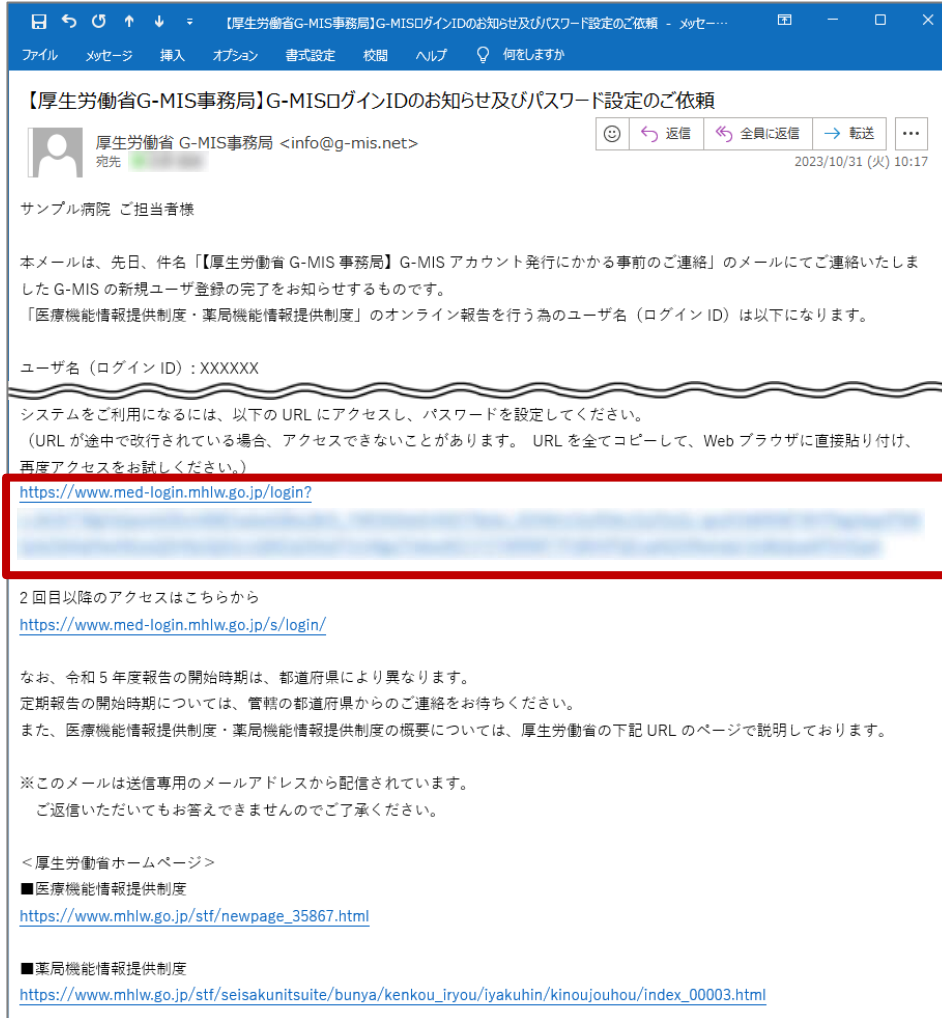 【厚生労働省G-MIS事務局】G-MISログインIDのお知らせ及びパスワード設定のご依頼 - メッセー…
ファイル メッセージ 挿入 オプション 書式設定 校閲 ヘルプ 何をしますか
【厚生労働省G-MIS事務局】G-MISログインIDのお知らせ及びパスワード設定のご依頼
厚生労働省 G-MIS事務局 <info@g-mis.net>
返信 全員に返信 転送
宛先
2023/10/31 (火) 10:17
サンプル病院 ご担当者様
本メールは、先日、件名「【厚生労働省 G-MIS 事務局】G-MIS アカウント発行にかかる事前のご連絡」のメールにてご連絡いたしま
した G-MIS の新規ユーザ登録の完了をお知らせするものです。
「医療機能情報提供制度・薬局機能情報提供制度」のオンライン報告を行う為のユーザ名（ログイン ID）は以下になります。
ユーザ名（ログイン ID）: XXXXXX
システムをご利用になるには、以下の URL にアクセスし、パスワードを設定してください。
（URL が途中で改行されている場合、アクセスできないことがあります。 URL を全てコピーして、Web ブラウザに直接貼り付け、
再度アクセスをお試しください。）
https://www.med-login.mhlw.go.jp/login?
2 回目以降のアクセスはこちらから
https://www.med-login.mhlw.go.jp/s/login/
なお、令和 5 年度報告の開始時期は、都道府県により異なります。
定期報告の開始時期については、管轄の都道府県からのご連絡をお待ちください。
また、医療機能情報提供制度・薬局機能情報提供制度の概要については、厚生労働省の下記 URL のページで説明しております。
※このメールは送信専用のメールアドレスから配信されています。
ご返信いただいてもお答えできませんのでご了承ください。
＜厚生労働省ホームページ＞
■医療機能情報提供制度
https://www.mhlw.go.jp/stf/newpage_35867.html
■薬局機能情報提供制度
https://www.mhlw.go.jp/stf/seisakunitsuite/bunya/kenkou_iryou/iyakuhin/kinoujouhou/index_00003.html